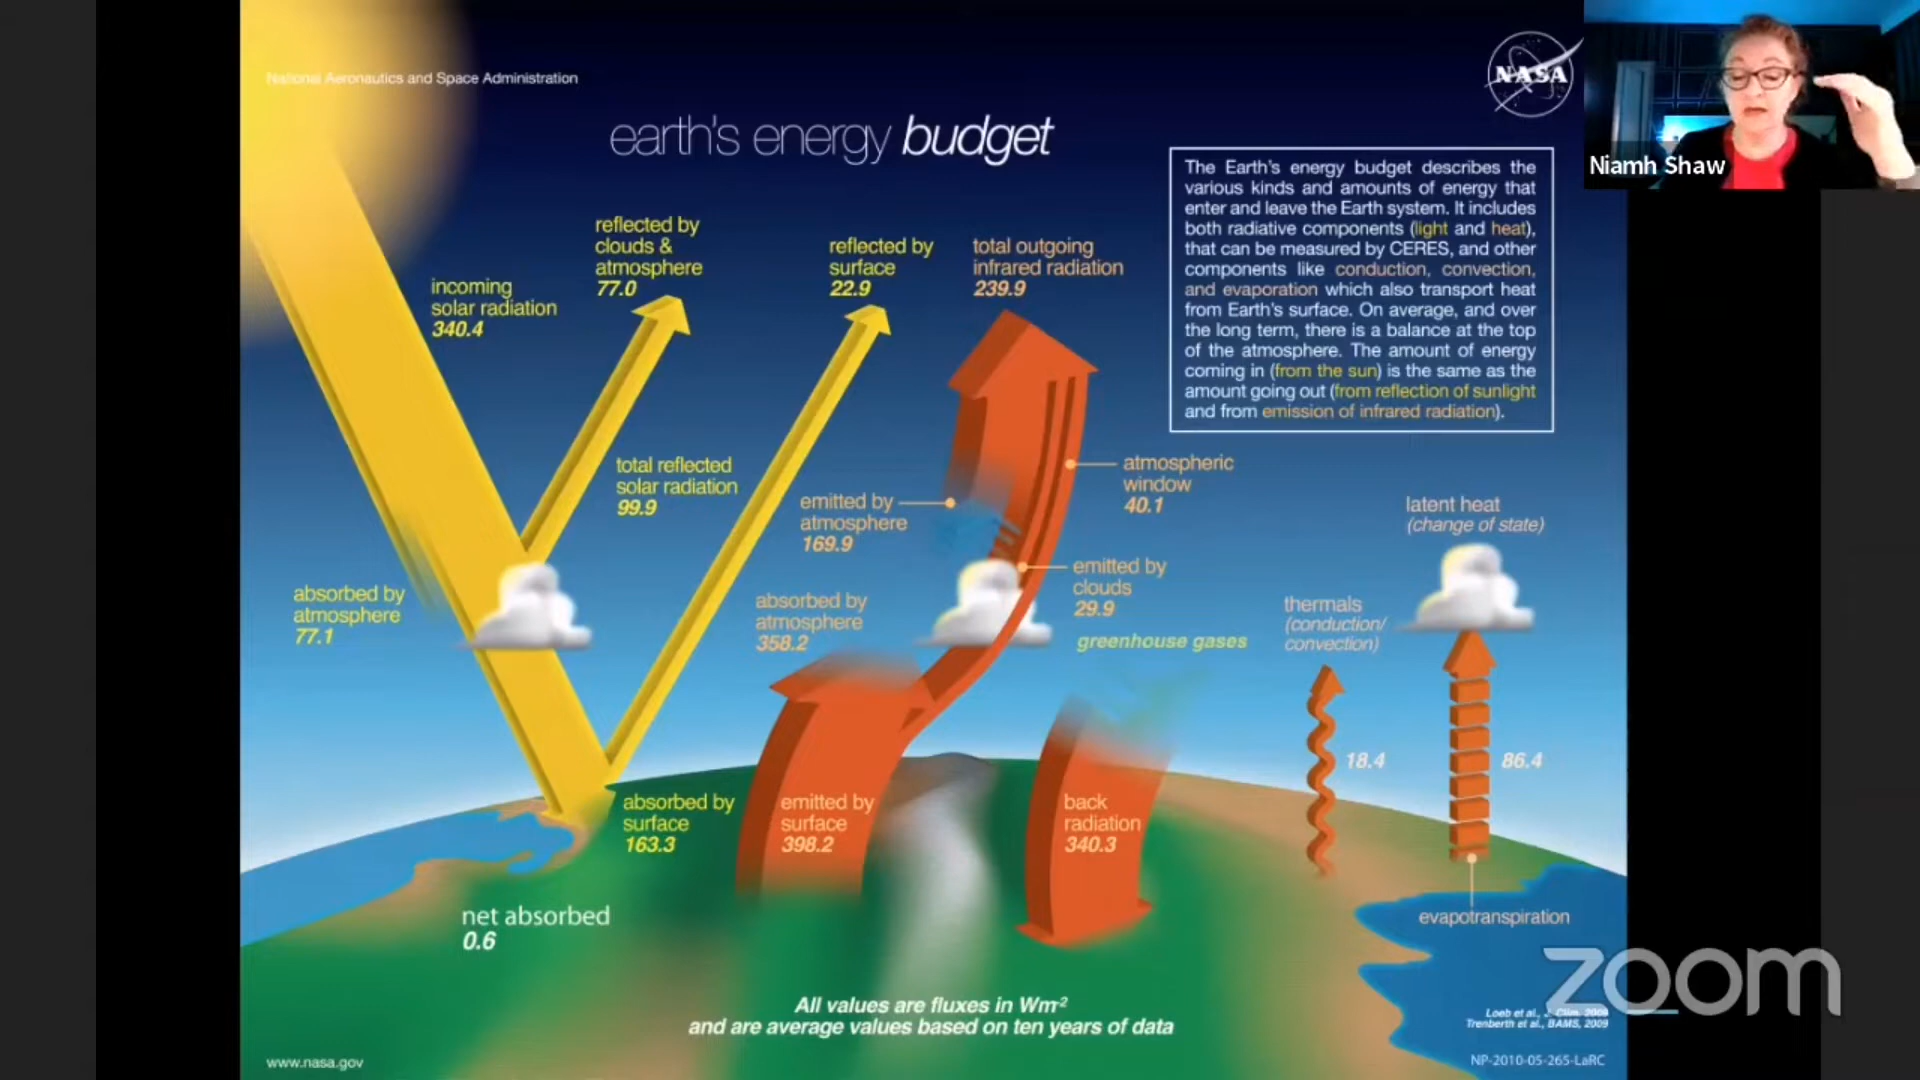 National Aeronautics and Space Administration
NASA
Niamh Shaw
earth's energy budget
The Earth's energy budget describes the
various kinds and amounts of energy that
enter and leave the Earth system. It includes
both radiative components (light and heat),
that can be measured by CERES, and other
components like conduction, convection,
and evaporation which also transport heat
from Earth's surface. On average, and over
the long term, there is a balance at the top
of the atmosphere. The amount of energy
coming in (from the sun) is the same as the
amount going out (from reflection of sunlight
and from emission of infrared radiation).
incoming
solar radiation
340.4
reflected by
clouds &
atmosphere
77.0
reflected by
surface
22.9
total outgoing
infrared radiation
239.9
total reflected
solar radiation
99.9
emitted by
atmosphere
169.9
atmospheric
window
40.1
latent heat
(change of state)
absorbed by
atmosphere
77.1
absorbed by
atmosphere
358.2
emitted by
clouds
29.9
greenhouse gases
thermals
(conduction/
convection)
18.4
86.4
absorbed by
surface
163.3
emitted by
surface
398.2
back
radiation
340.3
net absorbed
0.6
evapotranspiration
All values are fluxes in Wm-2
and are average values based on ten years of data
zoom
Loeb et al., J. Clim. 2009
Trenberth et al., BAMS, 2009
www.nasa.gov
NP-2010-05-265-LaRC